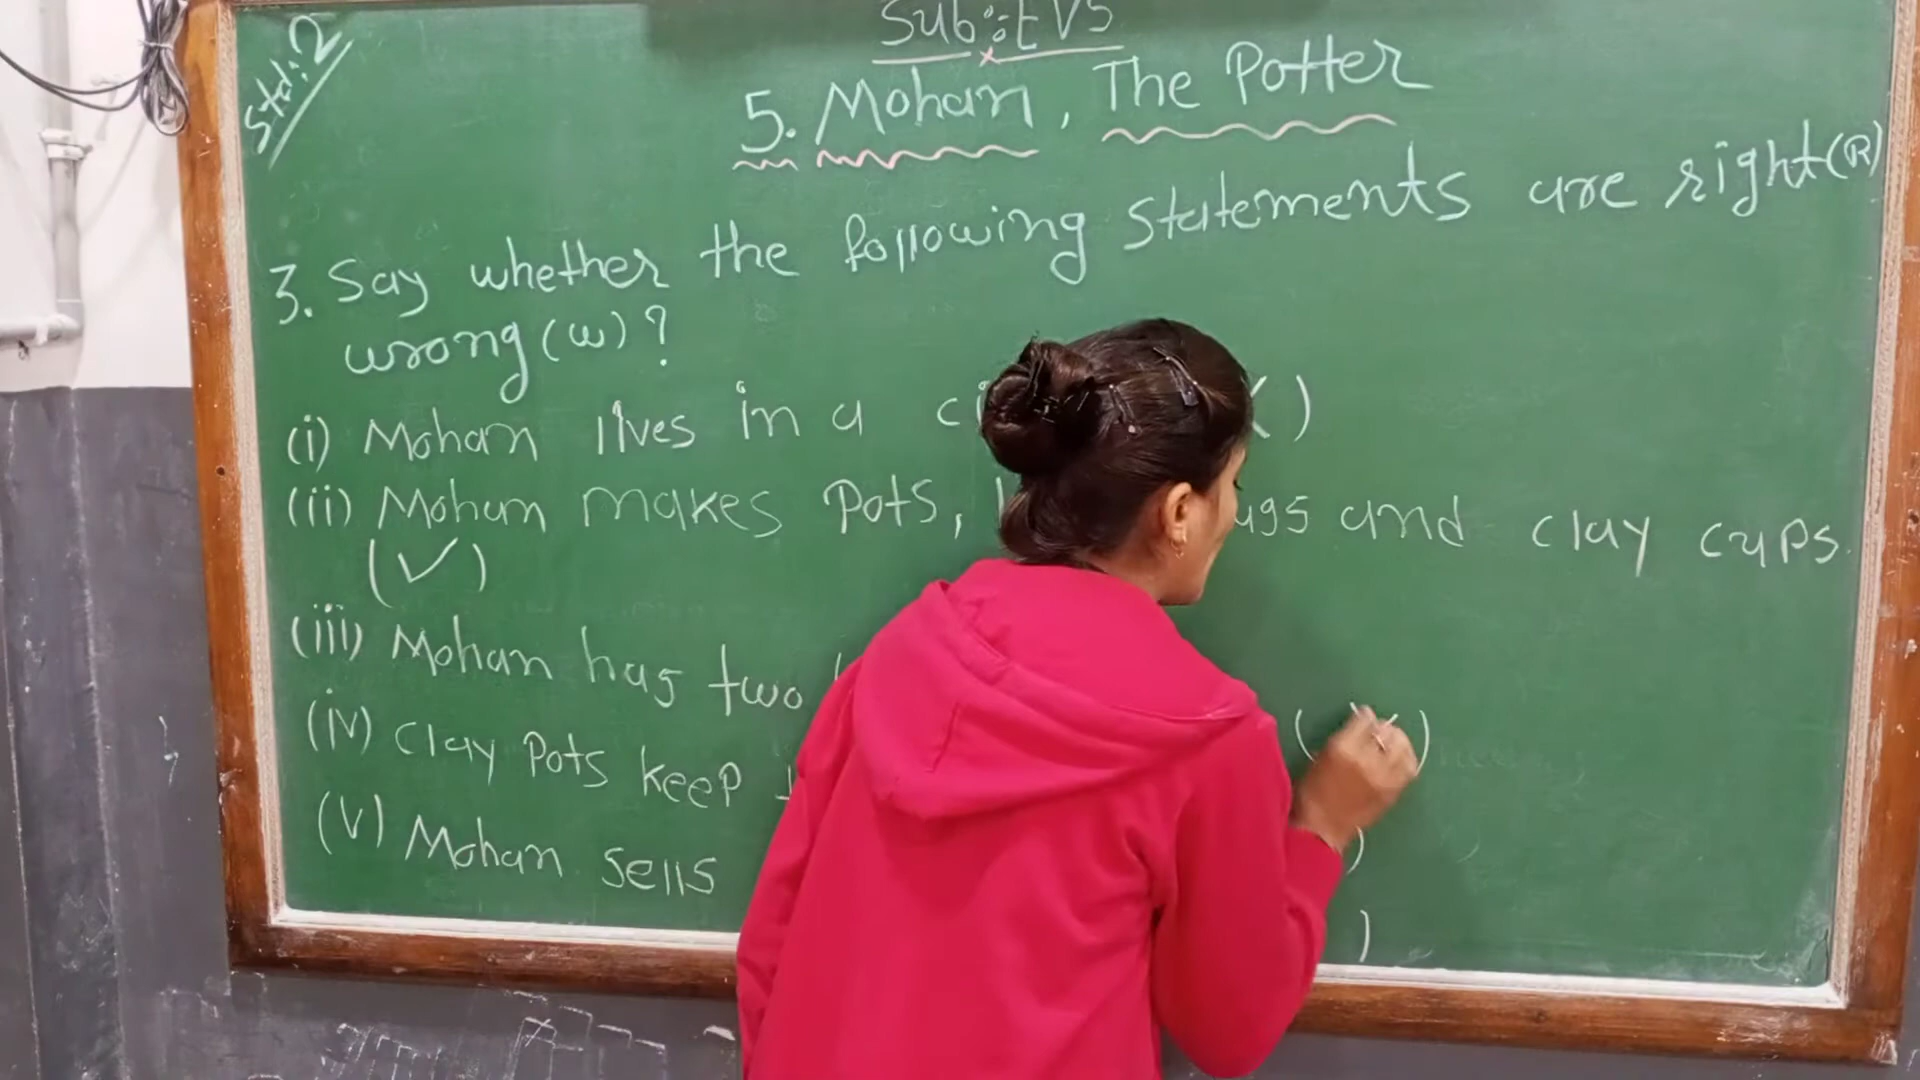 Std:2
Sub:EVS
5. Mohan, The Potter
3. Say whether the following statements are right(R)
wrong(w)?
(i) Mohan lives in a ( )
(ii) Mohan makes Pots, and clay cups.
(✓)
(iii) Mohan has two ( )
(iv) Clay Pots keep )
(v) Mohan sells )